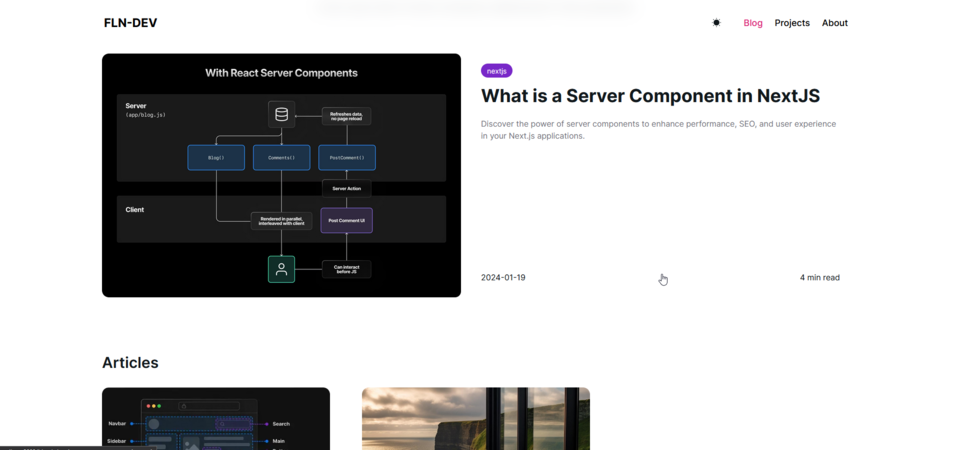 FLN-DEV
Blog
Projects
About
With React Server Components
Server
(app/blog.js)
Refreshes data,
no page reload
Blog()
Comments()
PostComment()
Server Action
Client
Rendered in parallel,
interleaved with client
Post Comment UI
Can interact
before JS
nextjs
What is a Server Component in NextJS
Discover the power of server components to enhance performance, SEO, and user experience
in your Next.js applications.
2024-01-19
4 min read
Articles
Navbar
Search
Sidebar
Main